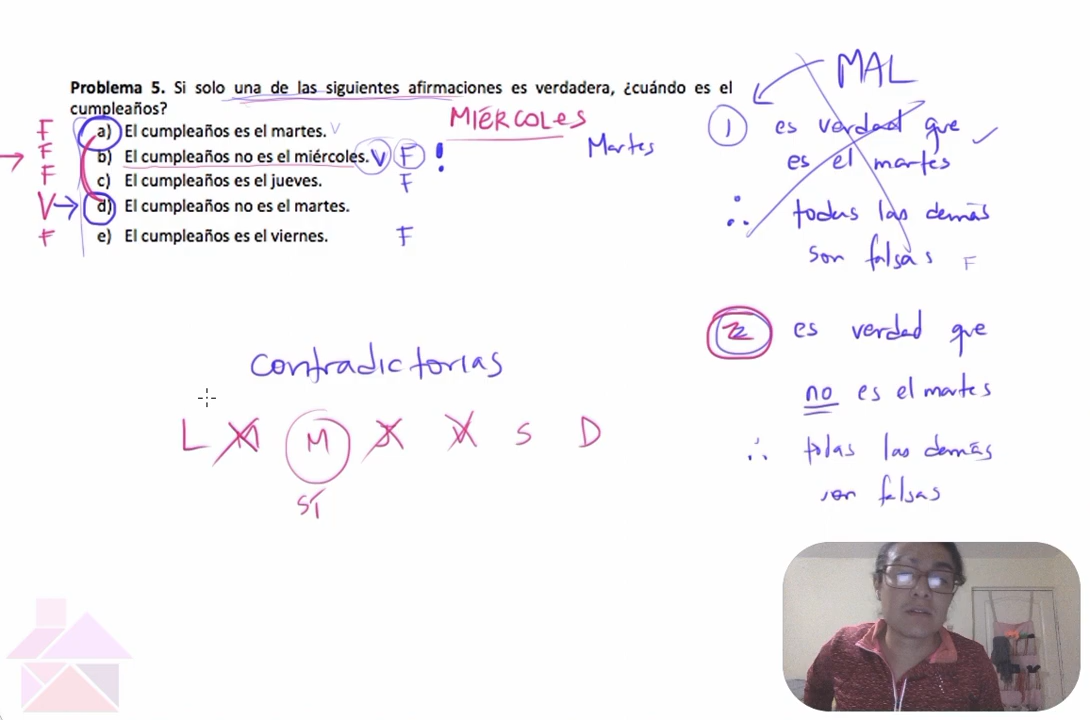 Problema 5. Si solo una de las siguientes afirmaciones es verdadera, ¿cuándo es el
cumpleaños?
F a) El cumpleaños es el martes. V
F b) El cumpleaños no es el miércoles. V F !
F c) El cumpleaños es el jueves. F
V d) El cumpleaños no es el martes.
F e) El cumpleaños es el viernes. F
MIÉRCOLES
Martes
MAL
1 es verdad que
es el martes
∴ todas las demás
son falsas F
2 es verdad que
no es el martes
∴ todas las demás
son falsas
contradictorias
L M M J V S D
SÍ